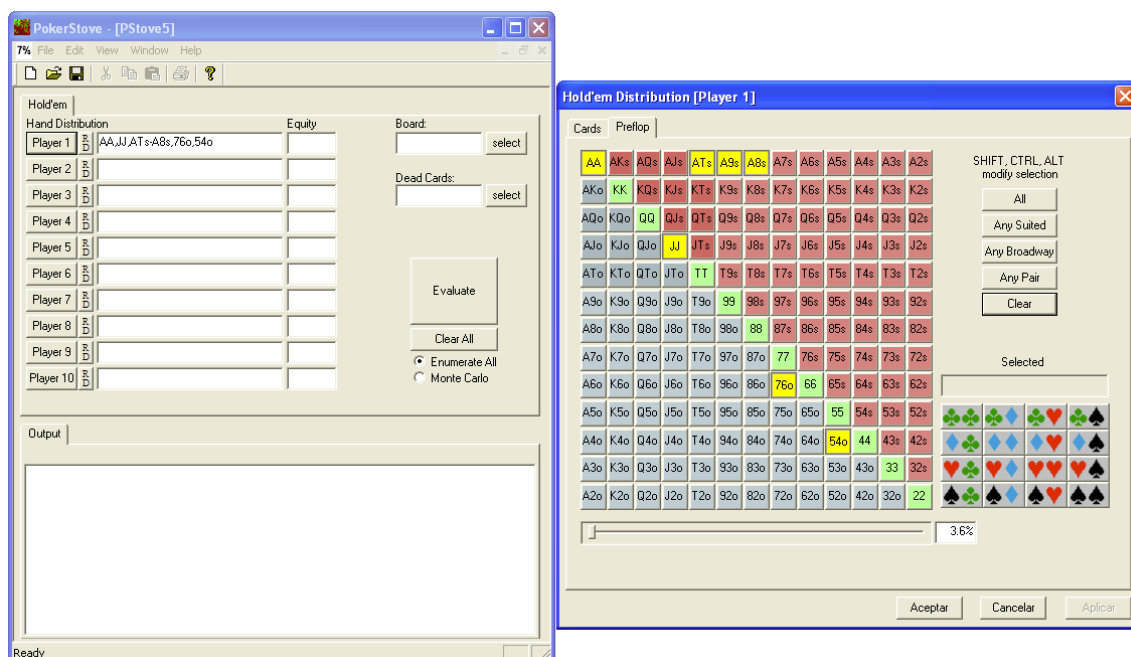 PokerStove - [PStove5]
7% File Edit View Window Help
Hold'em
Hand Distribution Equity Board:
Player 1 R D AA,JJ,ATs-A8s,76o,54o select
Player 2 R D
Dead Cards:
Player 3 R D select
Player 4 R D
Player 5 R D
Player 6 R D
Evaluate
Player 7 R D
Player 8 R D
Clear All
Player 9 R D
Enumerate All
Player 10 R D
Monte Carlo
Output
Ready
Hold'em Distribution [Player 1]
Cards Preflop
AA AKs AQs AJs ATs A9s A8s A7s A6s A5s A4s A3s A2s
AKo KK KQs KJs KTs K9s K8s K7s K6s K5s K4s K3s K2s
AQo KQo QQ QJs QTs Q9s Q8s Q7s Q6s Q5s Q4s Q3s Q2s
AJo KJo QJo JJ JTs J9s J8s J7s J6s J5s J4s J3s J2s
ATo KTo QTo JTo TT T9s T8s T7s T6s T5s T4s T3s T2s
A9o K9o Q9o J9o T9o 99 98s 97s 96s 95s 94s 93s 92s
A8o K8o Q8o J8o T8o 98o 88 87s 86s 85s 84s 83s 82s
A7o K7o Q7o J7o T7o 97o 87o 77 76s 75s 74s 73s 72s
A6o K6o Q6o J6o T6o 96o 86o 76o 66 65s 64s 63s 62s
A5o K5o Q5o J5o T5o 95o 85o 75o 65o 55 54s 53s 52s
A4o K4o Q4o J4o T4o 94o 84o 74o 64o 54o 44 43s 42s
A3o K3o Q3o J3o T3o 93o 83o 73o 63o 53o 43o 33 32s
A2o K2o Q2o J2o T2o 92o 82o 72o 62o 52o 42o 32o 22
SHIFT, CTRL, ALT
modify selection
All
Any Suited
Any Broadway
Any Pair
Clear
Selected
3.6%
Aceptar Cancelar Aplicar